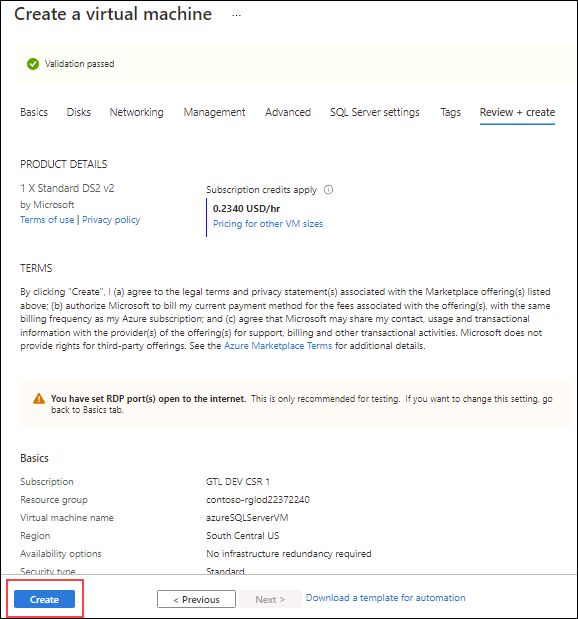 Create a virtual machine ...
Validation passed
Basics Disks Networking Management Advanced SQL Server settings Tags Review + create
PRODUCT DETAILS
1 X Standard DS2 v2
by Microsoft
Terms of use | Privacy policy
Subscription credits apply
0.2340 USD/hr
Pricing for other VM sizes
TERMS
By clicking "Create", I (a) agree to the legal terms and privacy statement(s) associated with the Marketplace offering(s) listed
above; (b) authorize Microsoft to bill my current payment method for the fees associated with the offering(s), with the same
billing frequency as my Azure subscription; and (c) agree that Microsoft may share my contact, usage and transactional
information with the provider(s) of the offering(s) for support, billing and other transactional activities. Microsoft does not
provide rights for third-party offerings. See the Azure Marketplace Terms for additional details.
You have set RDP port(s) open to the internet. This is only recommended for testing. If you want to change this setting, go
back to Basics tab.
Basics
Subscription GTL DEV CSR 1
Resource group contoso-rglod22372240
Virtual machine name azureSQLServerVM
Region South Central US
Availability options No infrastructure redundancy required
Security type Standard
Create < Previous Next > Download a template for automation